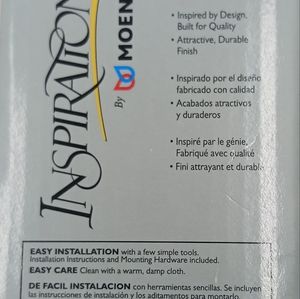 INSPIRATIONS
By MOEN
• Inspired by Design,
Built for Quality
• Attractive, Durable
Finish
• Inspirado por el diseño
fabricado con calidad
• Acabados atractivos
y duraderos
• Inspiré par le génie,
Fabriqué avec qualité
• Fini attrayant et durable
EASY INSTALLATION with a few simple tools.
Installation Instructions and Mounting Hardware included.
EASY CARE Clean with a warm, damp cloth.
DE FACIL INSTALACION con herramientas sencillas. Se incluyen
las instrucciones de instalación y los aditamentos para montarlo.